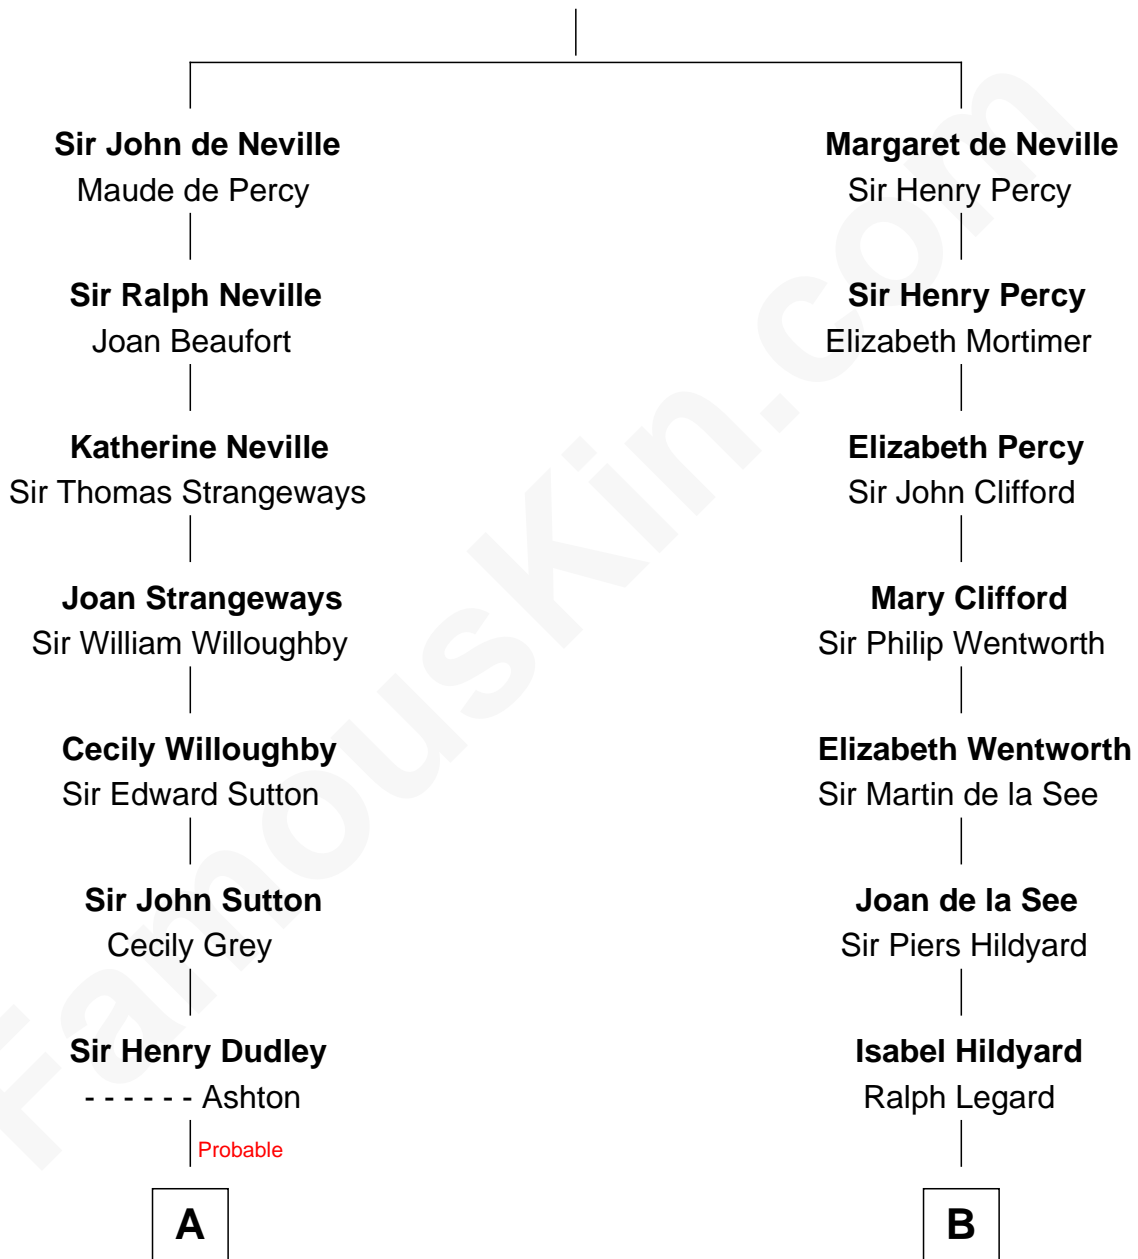 Sir John de Neville
Maude de Percy
Margaret de Neville
Sir Henry Percy
Sir Ralph Neville
Joan Beaufort
Sir Henry Percy
Elizabeth Mortimer
Katherine Neville
Sir Thomas Strangeways
Elizabeth Percy
Sir John Clifford
Joan Strangeways
Sir William Willoughby
Mary Clifford
Sir Philip Wentworth
Cecily Willoughby
Sir Edward Sutton
Elizabeth Wentworth
Sir Martin de la See
Sir John Sutton
Cecily Grey
Joan de la See
Sir Piers Hildyard
Sir Henry Dudley
- - - - - - Ashton
Isabel Hildyard
Ralph Legard
Probable
A
B
FamousKin.com